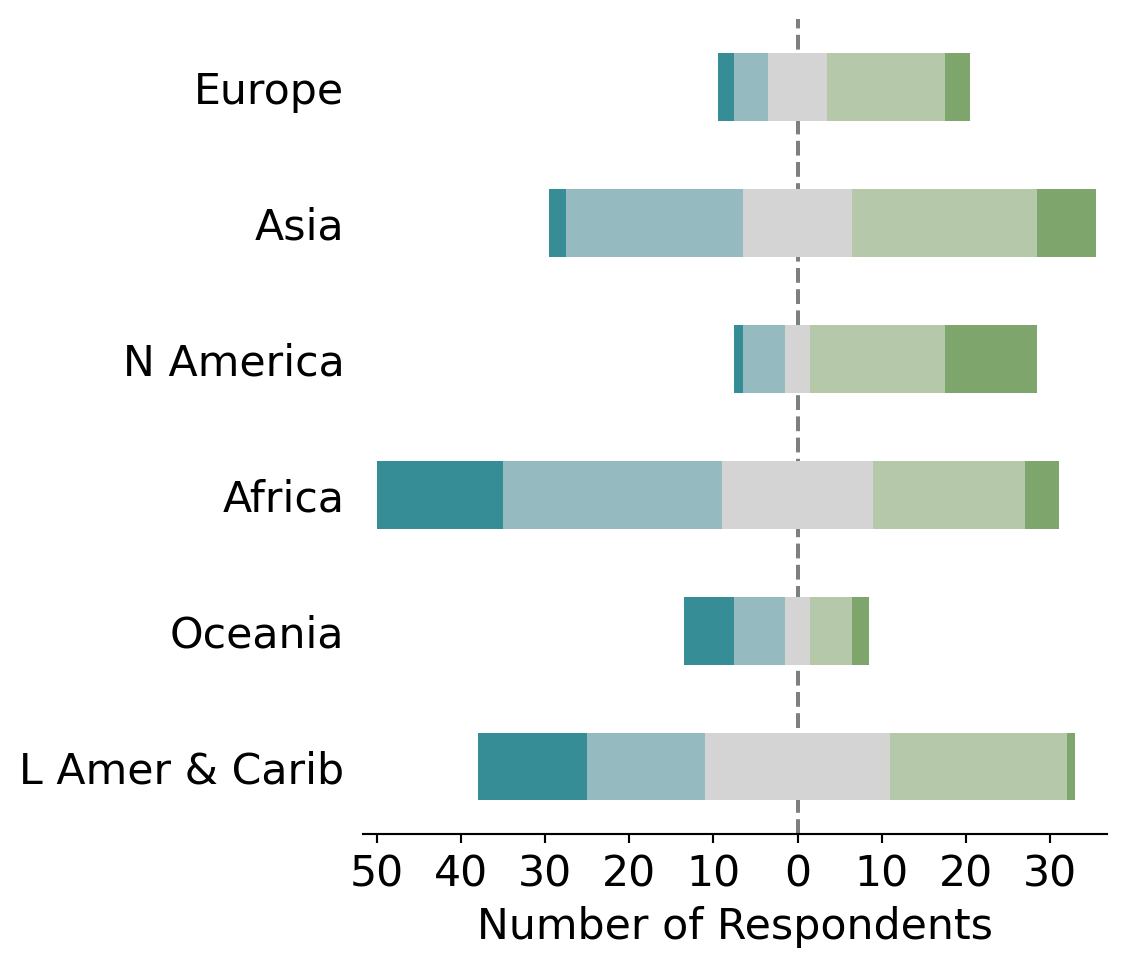 Europe
Asia
N America
Africa
Oceania
L Amer & Carib
50 40 30 20 10 0 10 20 30
Number of Respondents